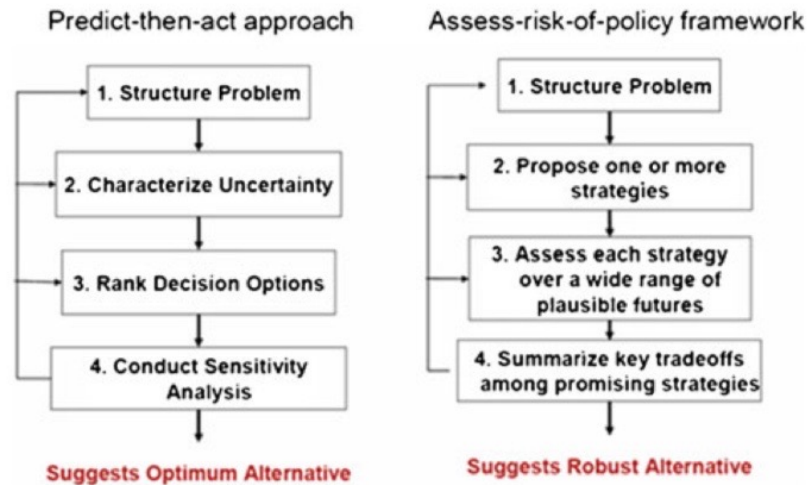 Predict-then-act approach
1. Structure Problem
2. Characterize Uncertainty
3. Rank Decision Options
4. Conduct Sensitivity
Analysis
Suggests Optimum Alternative
Assess-risk-of-policy framework
1. Structure Problem
2. Propose one or more
strategies
3. Assess each strategy
over a wide range of
plausible futures
4. Summarize key tradeoffs
among promising strategies
Suggests Robust Alternative